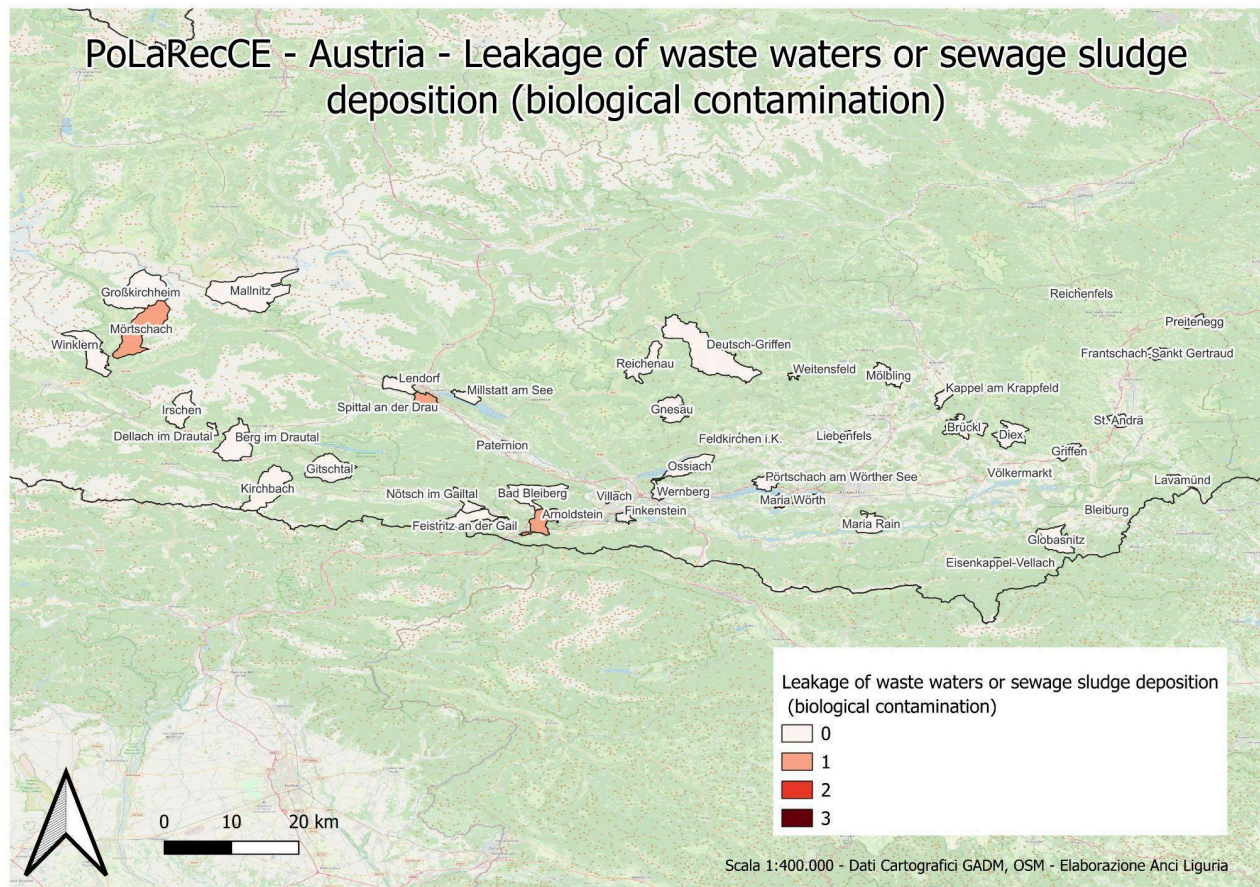 PoLaRecCE - Austria - Leakage of waste waters or sewage sludge
deposition (biological contamination)
Großkirchheim
Mallnitz
Reichenfels
Mörtschach
Preitenegg
Winklern
Deutsch-Griffen
Frantschach-Sankt Gertraud
Reichenau
Weitensfeld
Mölbling
Lendorf
Millstatt am See
Kappel am Krappfeld
Spittal an der Drau
Irschen
Gnesau
St. Andrä
Dellach im Drautal
Berg im Drautal
Paternion
Feldkirchen i.K.
Liebenfels
Brückl
Diex
Griffen
Gitschtal
Ossiach
Völkermarkt
Kirchbach
Pörtschach am Wörther See
Lavamünd
Nötsch im Gailtal
Bad Bleiberg
Villach
Wernberg
Maria Wörth
Feistritz an der Gail
Arnoldstein
Finkenstein
Maria Rain
Bleiburg
Globasnitz
Eisenkappel-Vellach
Leakage of waste waters or sewage sludge deposition
(biological contamination)
0
1
2
3
0 10 20 km
Scala 1:400.000 - Dati Cartografici GADM, OSM - Elaborazione Anci Liguria